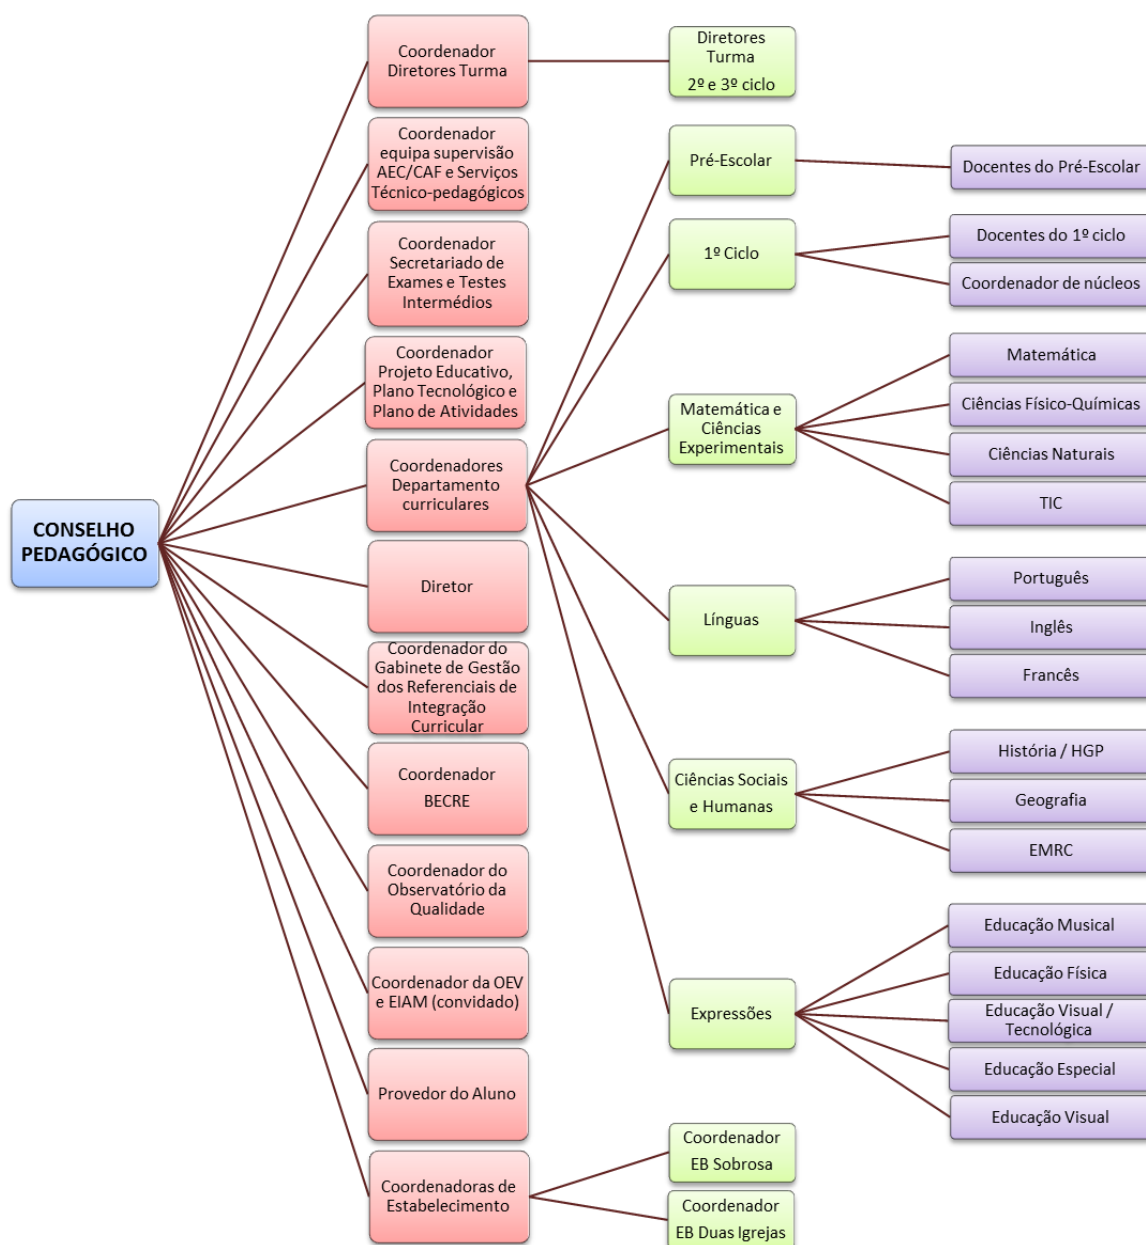 CONSELHO
PEDAGÓGICO
Coordenador
Diretores Turma
Coordenador
equipa supervisão
AEC/CAF e Serviços
Técnico-pedagógicos
Coordenador
Secretariado de
Exames e Testes
Intermédios
Coordenador
Projeto Educativo,
Plano Tecnológico e
Plano de Atividades
Coordenadores
Departamento
curriculares
Diretor
Coordenador do
Gabinete de Gestão
dos Referenciais de
Integração
Curricular
Coordenador
BECRE
Coordenador do
Observatório da
Qualidade
Coordenador da OEV
e EIAM (convidado)
Provedor do Aluno
Coordenadoras de
Estabelecimento
Diretores
Turma
2º e 3º ciclo
Pré-Escolar
1º Ciclo
Matemática e
Ciências
Experimentais
Línguas
Ciências Sociais
e Humanas
Expressões
Coordenador
EB Sobrosa
Coordenador
EB Duas Igrejas
Docentes do Pré-Escolar
Docentes do 1º ciclo
Coordenador de núcleos
Matemática
Ciências Físico-Químicas
Ciências Naturais
TIC
Português
Inglês
Francês
História / HGP
Geografia
EMRC
Educação Musical
Educação Física
Educação Visual /
Tecnológica
Educação Especial
Educação Visual